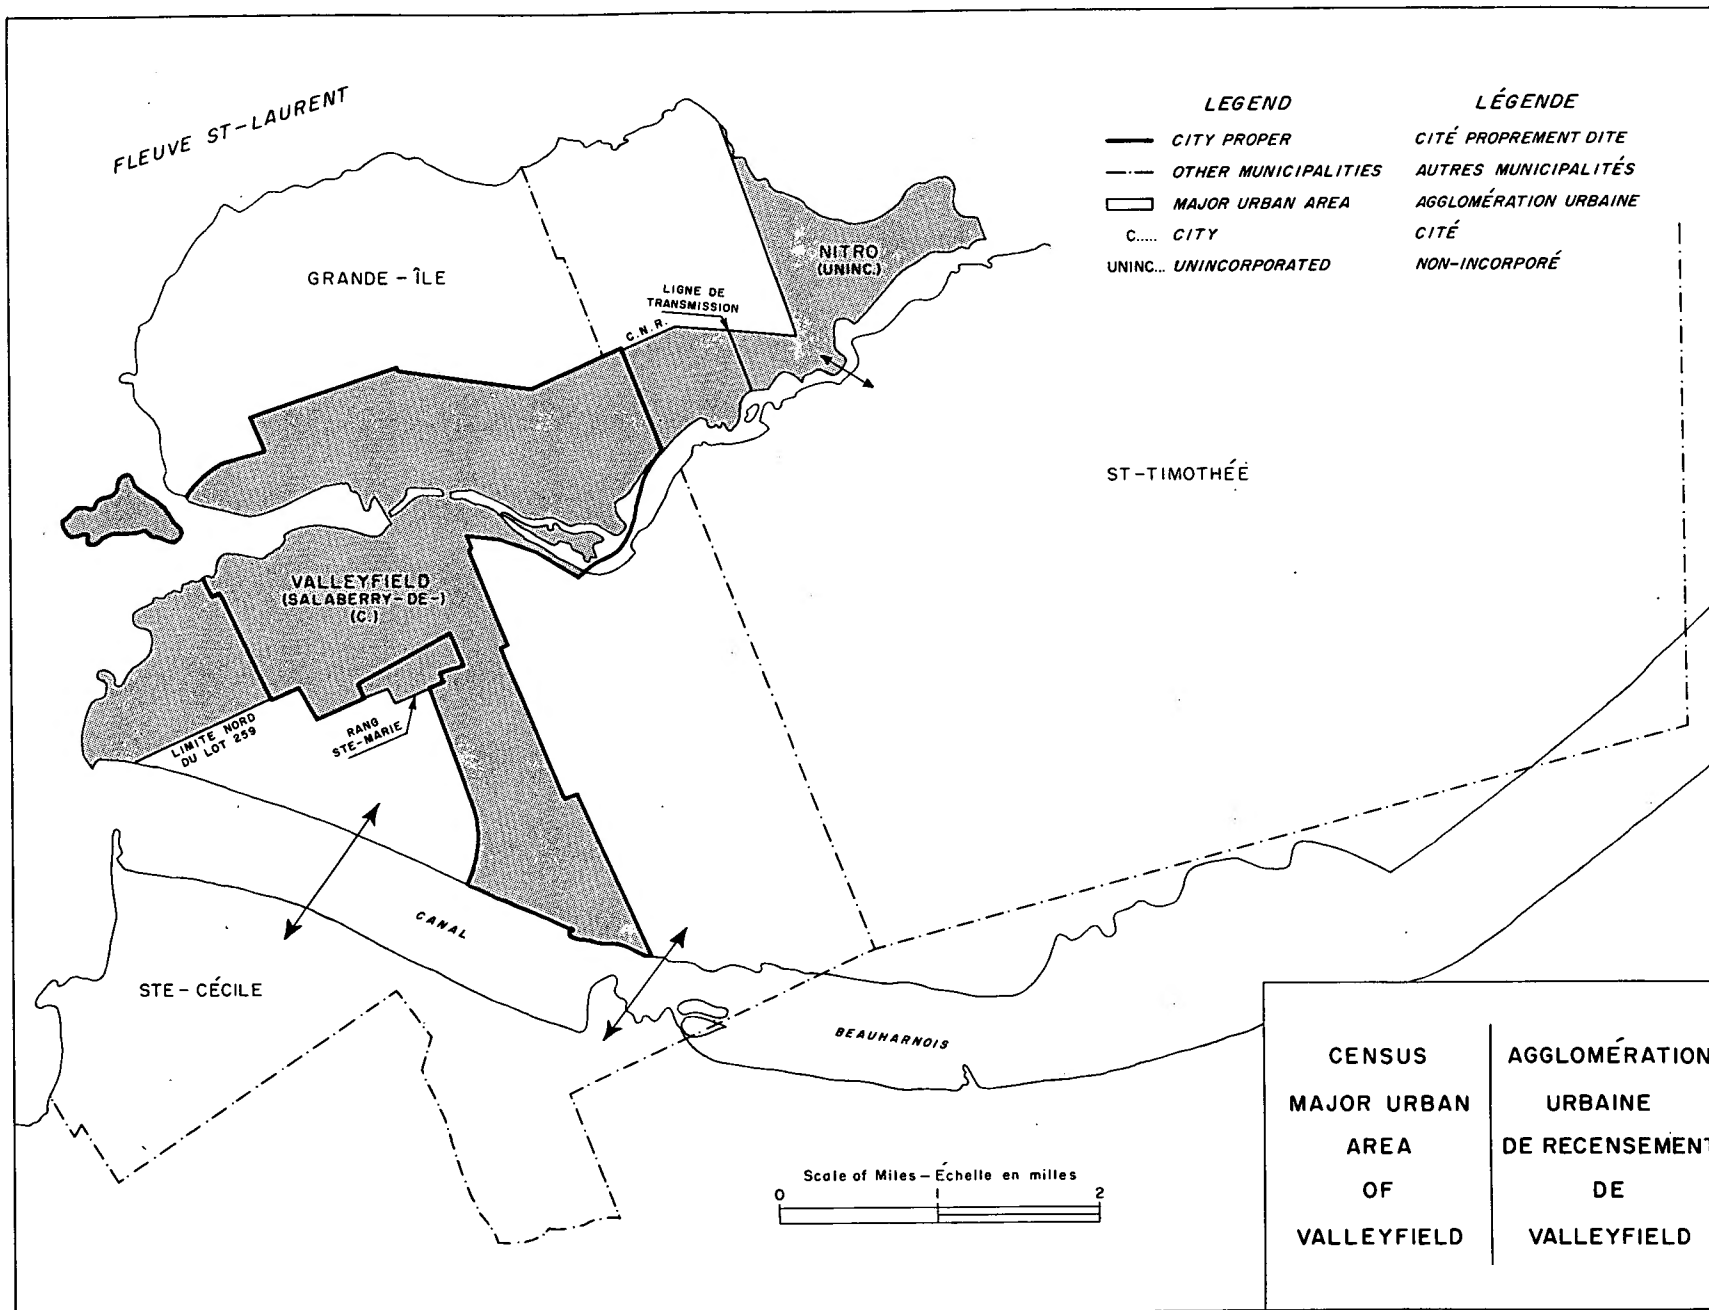 FLEUVE ST-LAURENT
LEGEND
CITY PROPER
OTHER MUNICIPALITIES
MAJOR URBAN AREA
C..... CITY
UNINC... UNINCORPORATED
LÉGENDE
CITÉ PROPREMENT DITE
AUTRES MUNICIPALITÉS
AGGLOMÉRATION URBAINE
CITÉ
NON-INCORPORÉ
GRANDE-ÎLE
NITRO
(UNINC.)
LIGNE DE
TRANSMISSION
C.N.R.
ST-TIMOTHÉE
VALLEYFIELD
(SALABERRY-DE-)
(C.)
LIMITE NORD
DU LOT 259
RANG
STE-MARIE
CANAL
STE-CÉCILE
BEAUHARNOIS
Scale of Miles – Échelle en milles
0 1 2
CENSUS
MAJOR URBAN
AREA
OF
VALLEYFIELD
AGGLOMÉRATION
URBAINE
DE RECENSEMENT
DE
VALLEYFIELD